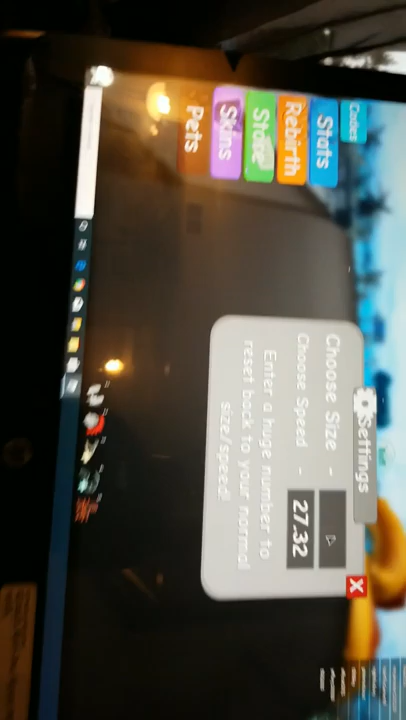 Codes
Stats
Rebirth
Store
Skins
Pets
Settings
X
Choose Size -
Choose Speed - 27.32
Enter a huge number to
reset back to your normal
size/speed!